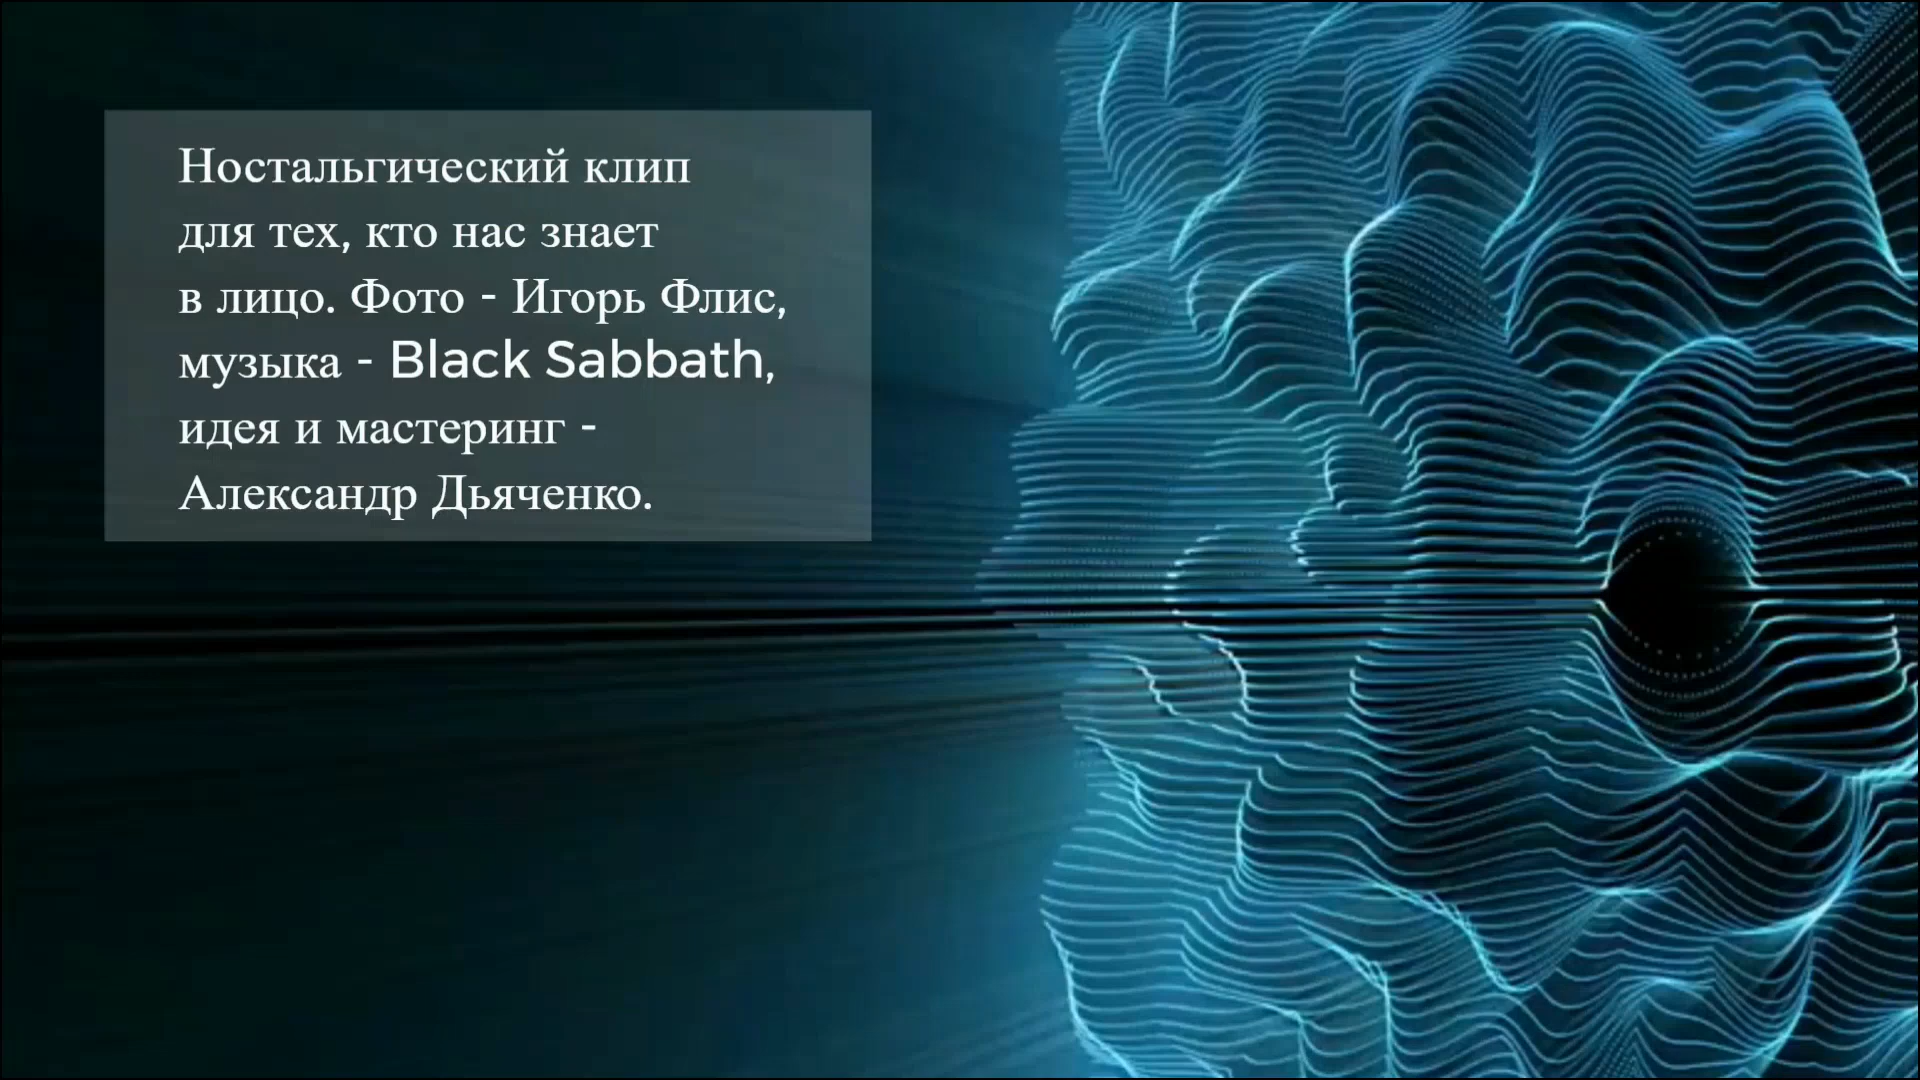 Ностальгический клип
для тех, кто нас знает
в лицо. Фото - Игорь Флис,
музыка - Black Sabbath,
идея и мастеринг -
Александр Дьяченко.